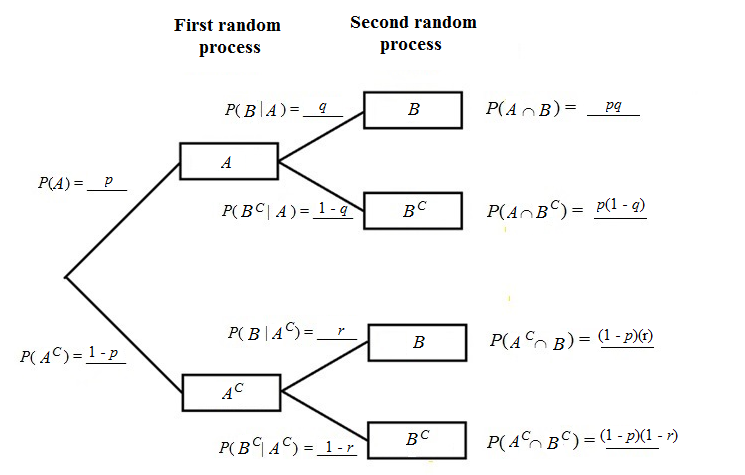 First random process
Second random process
P(B|A) = q
B
P(A ∩ B) = pq
A
P(A) = p
P(B^C| A) = 1 - q
B^C
P(A∩B^C) = p(1 - q)
P(B | A^C) = r
B
P(A^C ∩ B) = (1 - p)(r)
P(A^C) = 1 - p
A^C
P(B^C| A^C) = 1 - r
B^C
P(A^C ∩ B^C) = (1 - p)(1 - r)